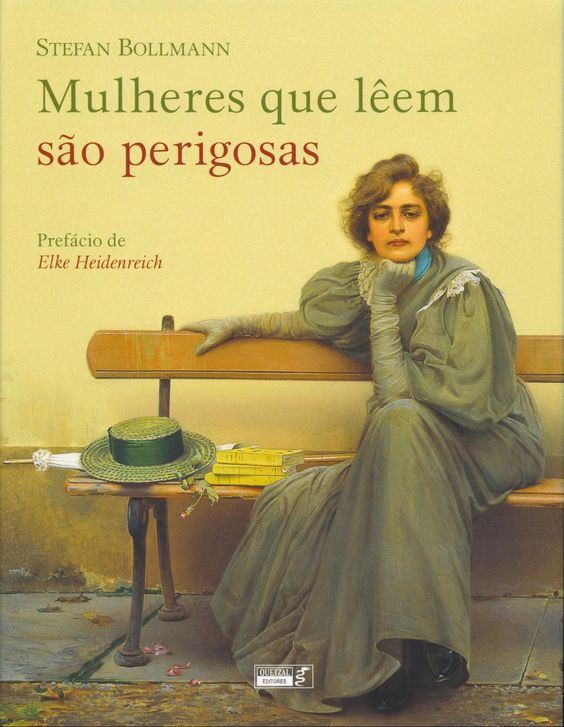 STEFAN BOLLMANN
Mulheres que lêem
são perigosas
Prefácio de
Elke Heidenreich
QUETZAL
EDITORES